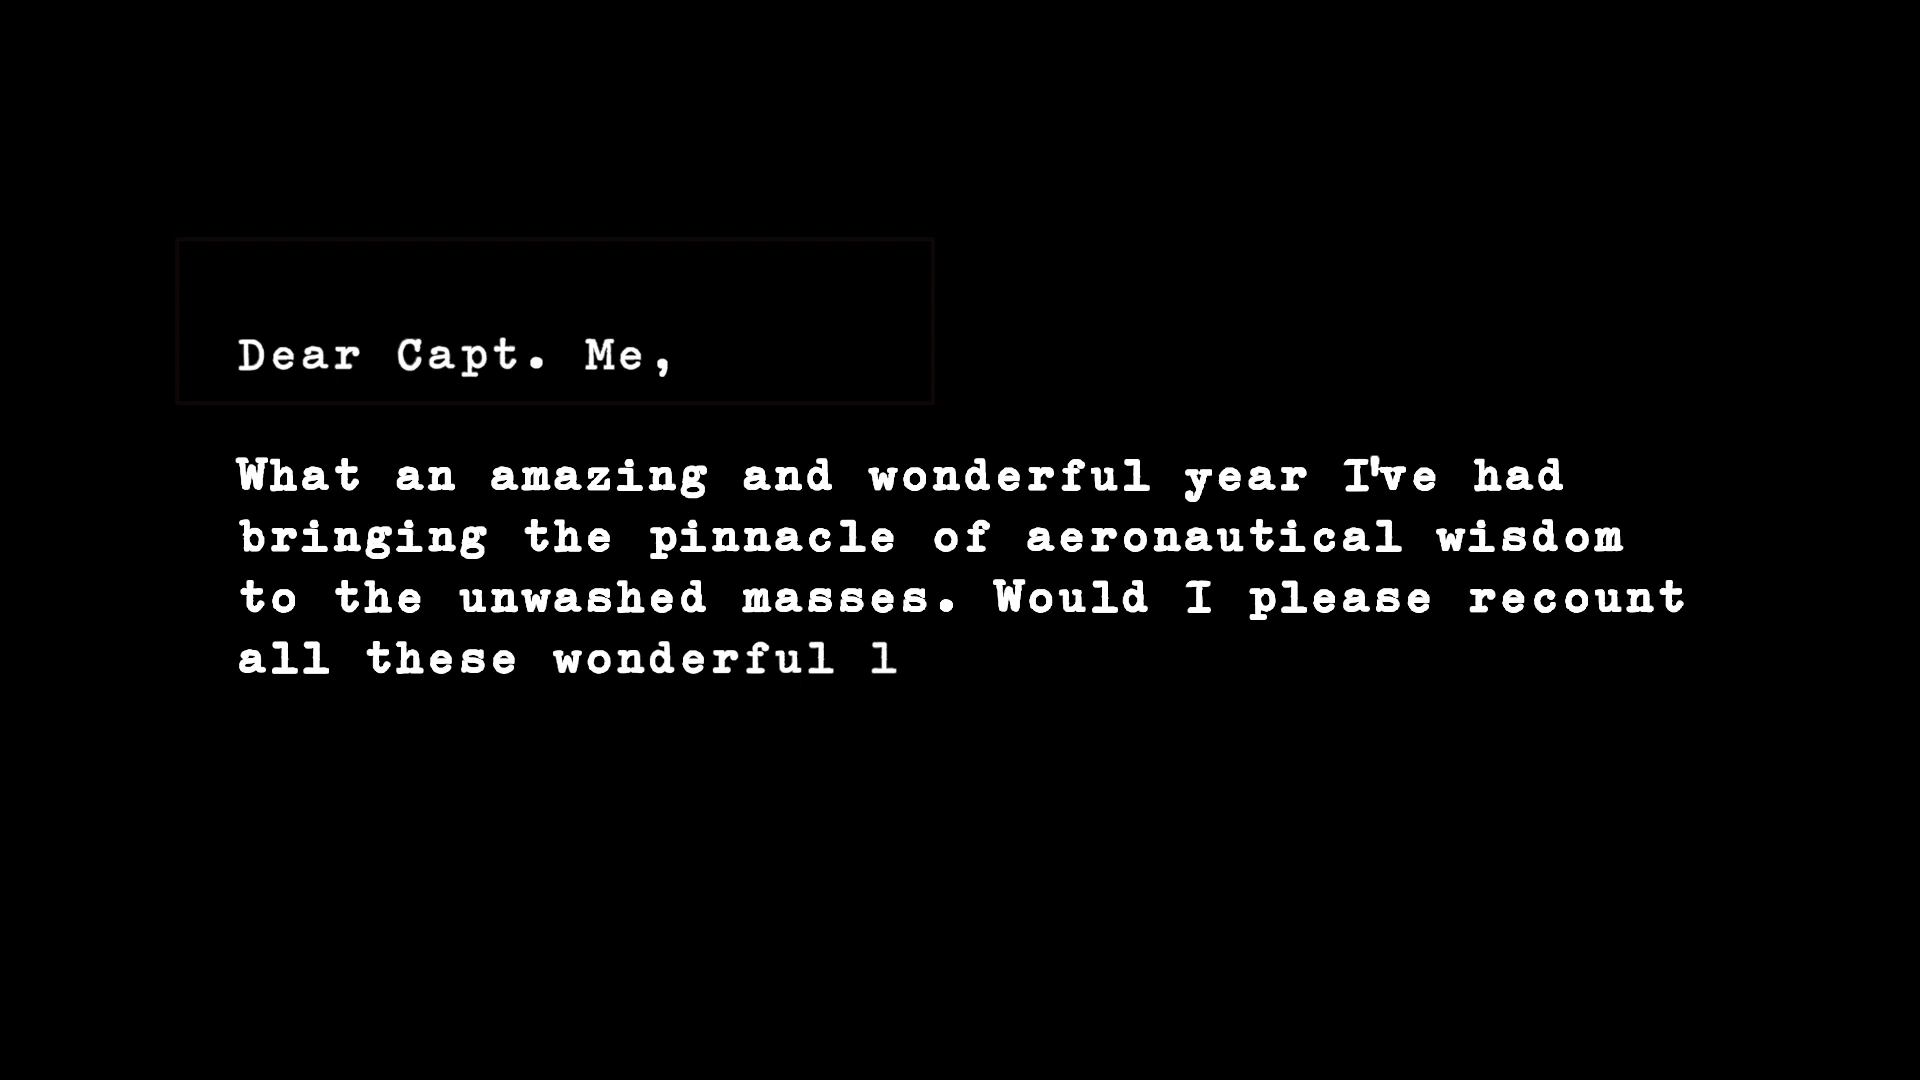 Dear Capt. Me,
What an amazing and wonderful year I've had
bringing the pinnacle of aeronautical wisdom
to the unwashed masses. Would I please recount
all these wonderful l